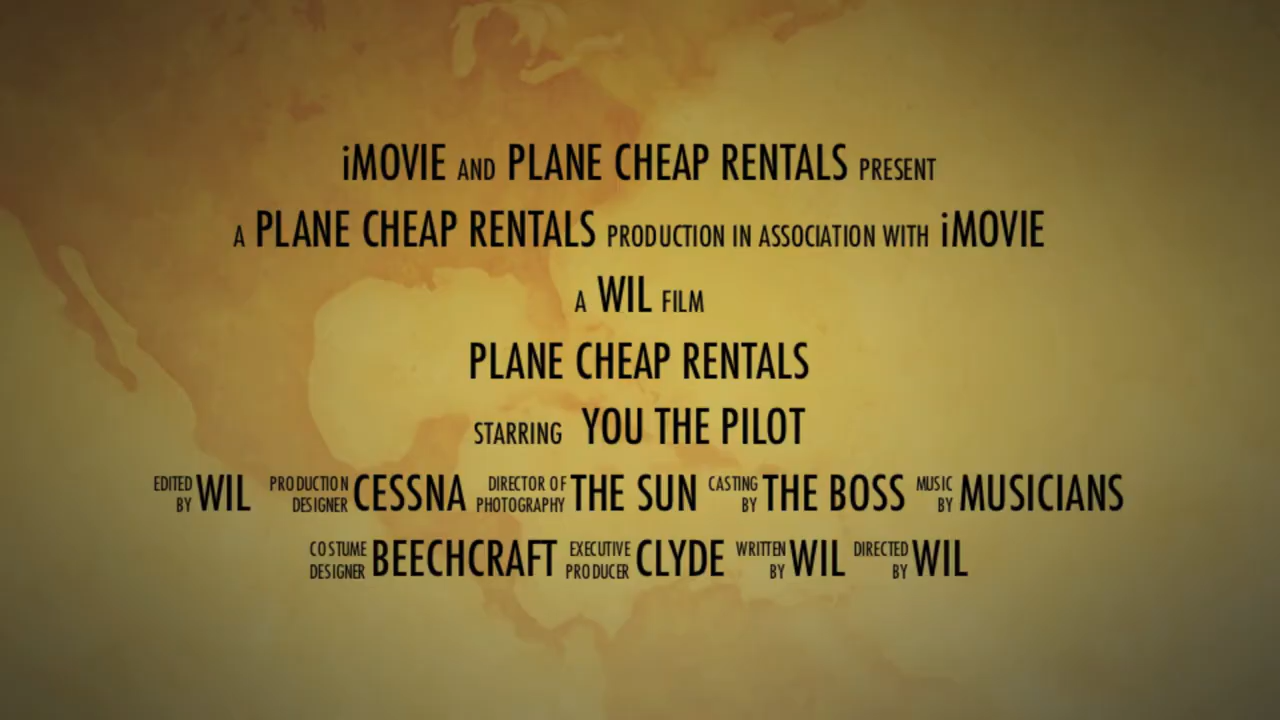 iMOVIE AND PLANE CHEAP RENTALS PRESENT
A PLANE CHEAP RENTALS PRODUCTION IN ASSOCIATION WITH iMOVIE
A WIL FILM
PLANE CHEAP RENTALS
STARRING YOU THE PILOT
EDITED BY WIL PRODUCTION DESIGNER CESSNA DIRECTOR OF PHOTOGRAPHY THE SUN CASTING BY THE BOSS MUSIC BY MUSICIANS
COSTUME DESIGNER BEECHCRAFT EXECUTIVE PRODUCER CLYDE WRITTEN BY WIL DIRECTED BY WIL